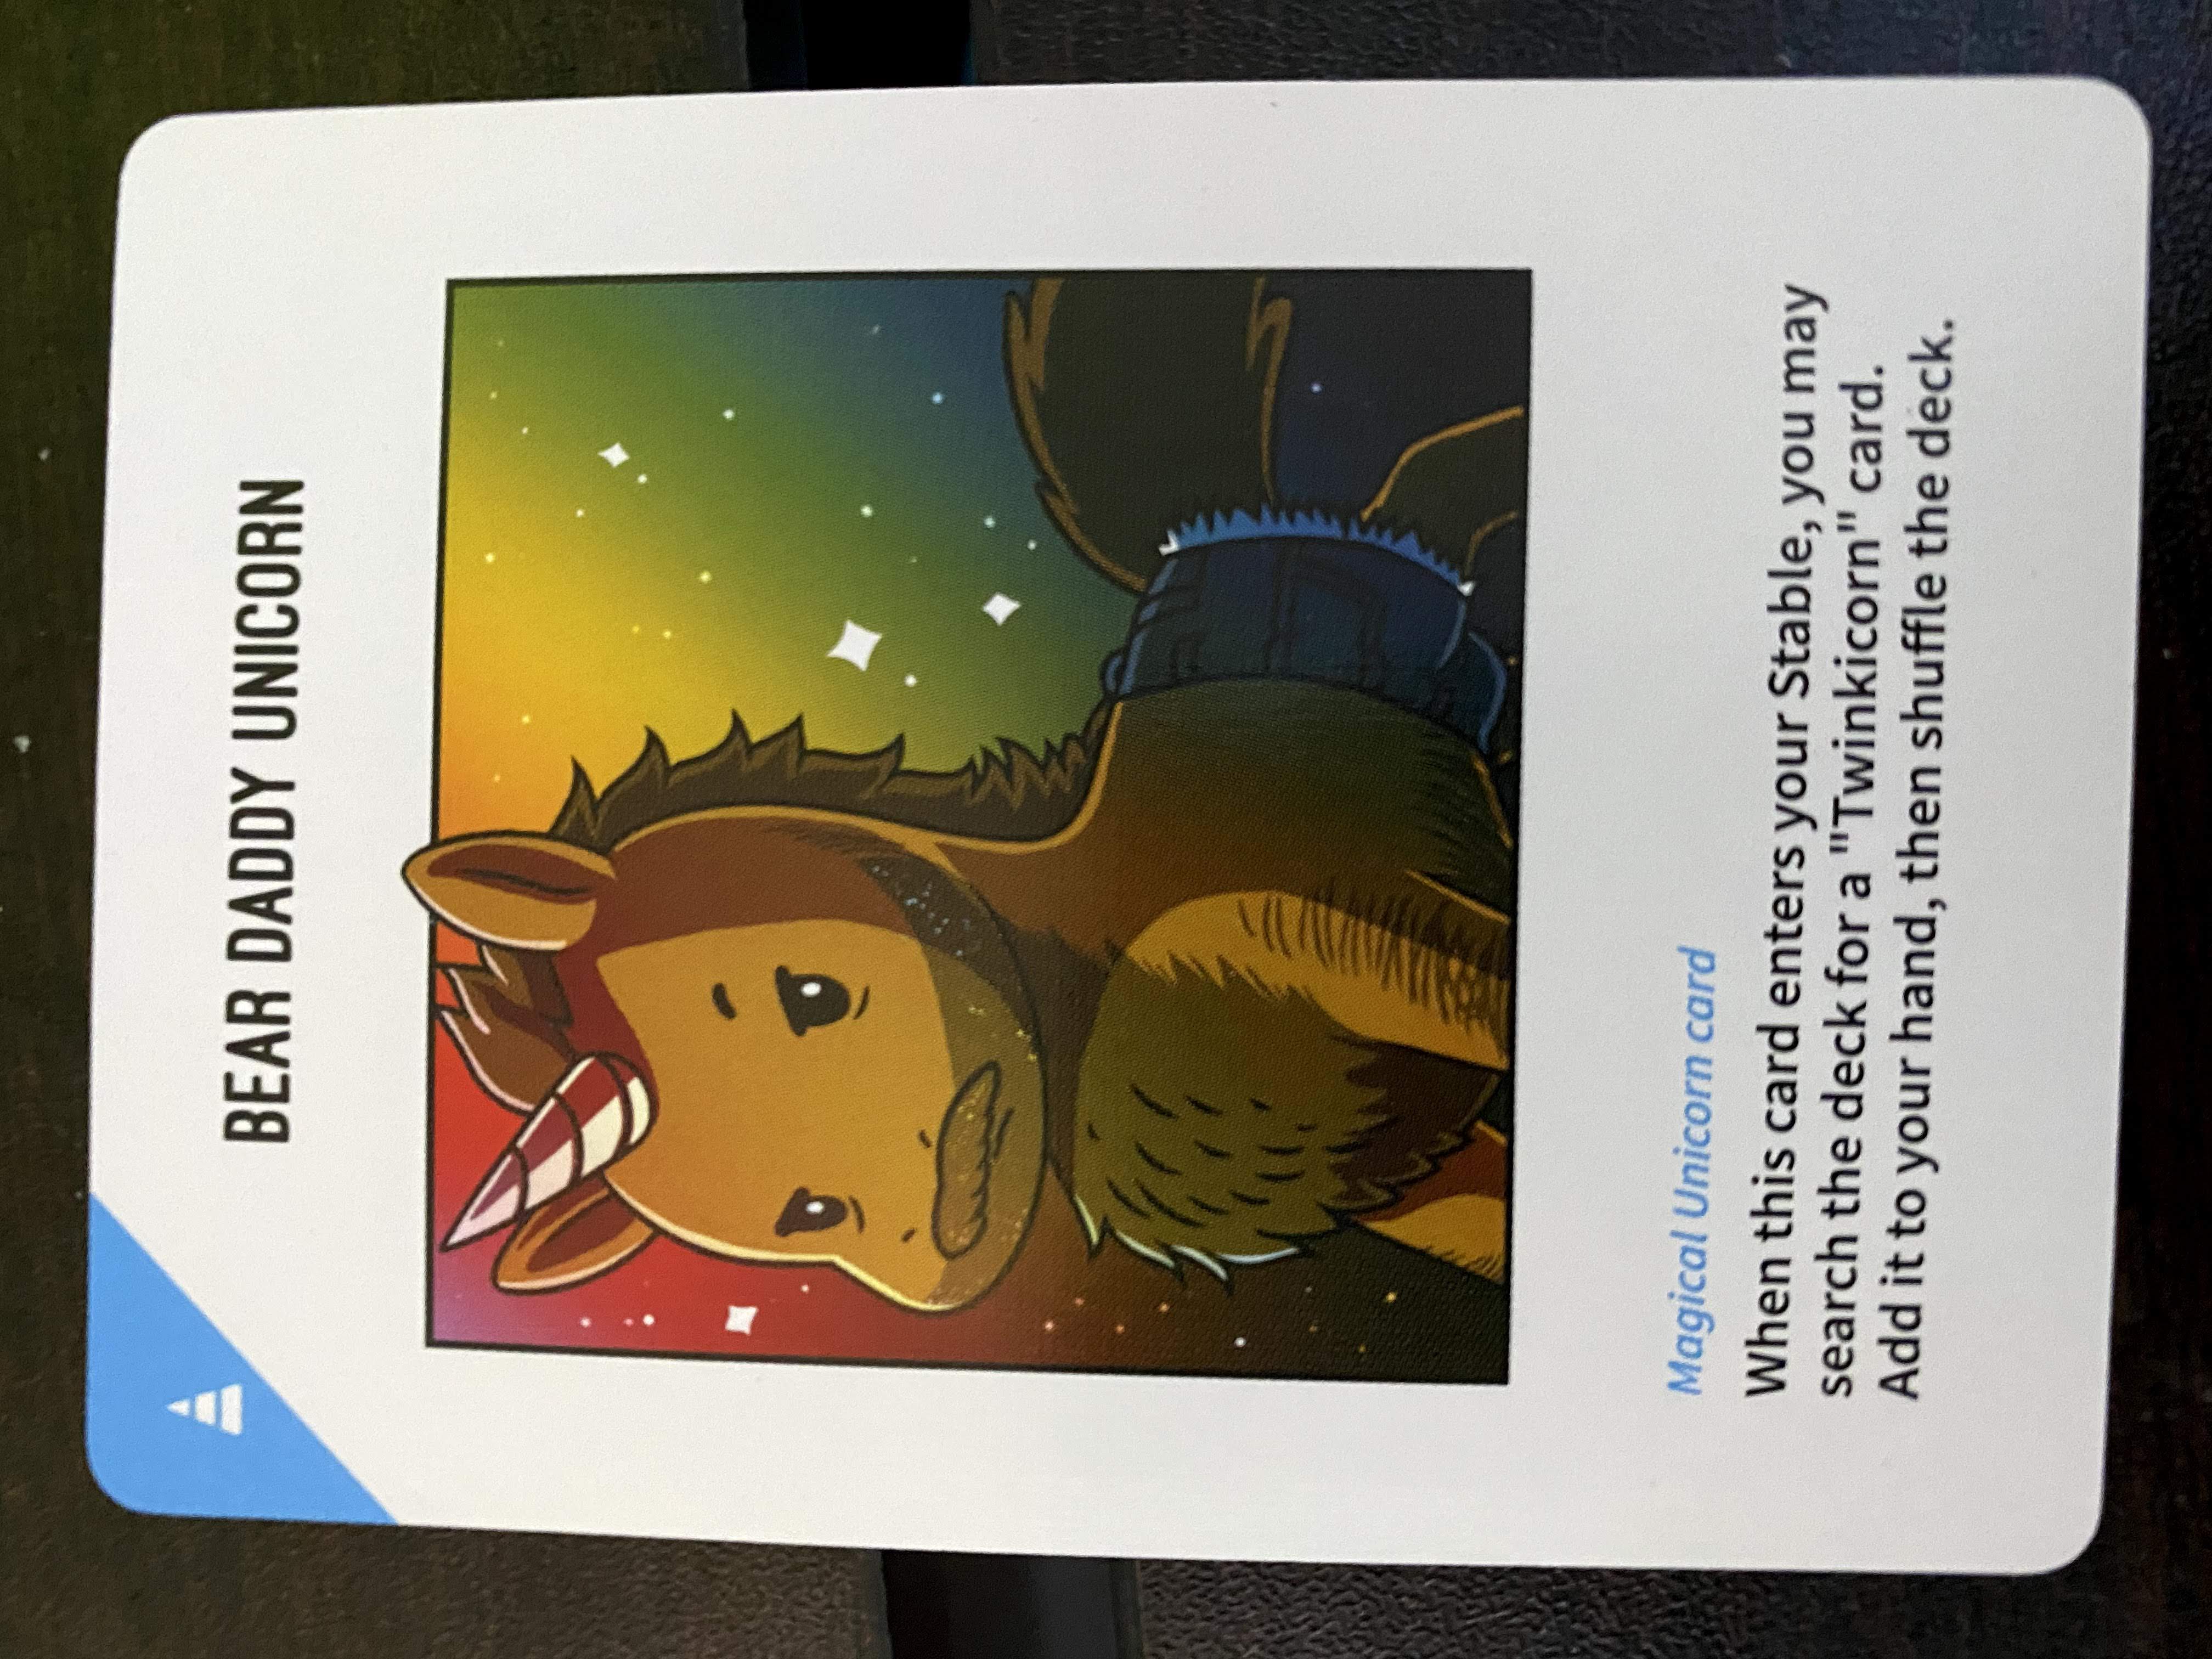 BEAR DADDY UNICORN
Magical Unicorn card
When this card enters your Stable, you may
search the deck for a "Twinkicorn" card.
Add it to your hand, then shuffle the deck.